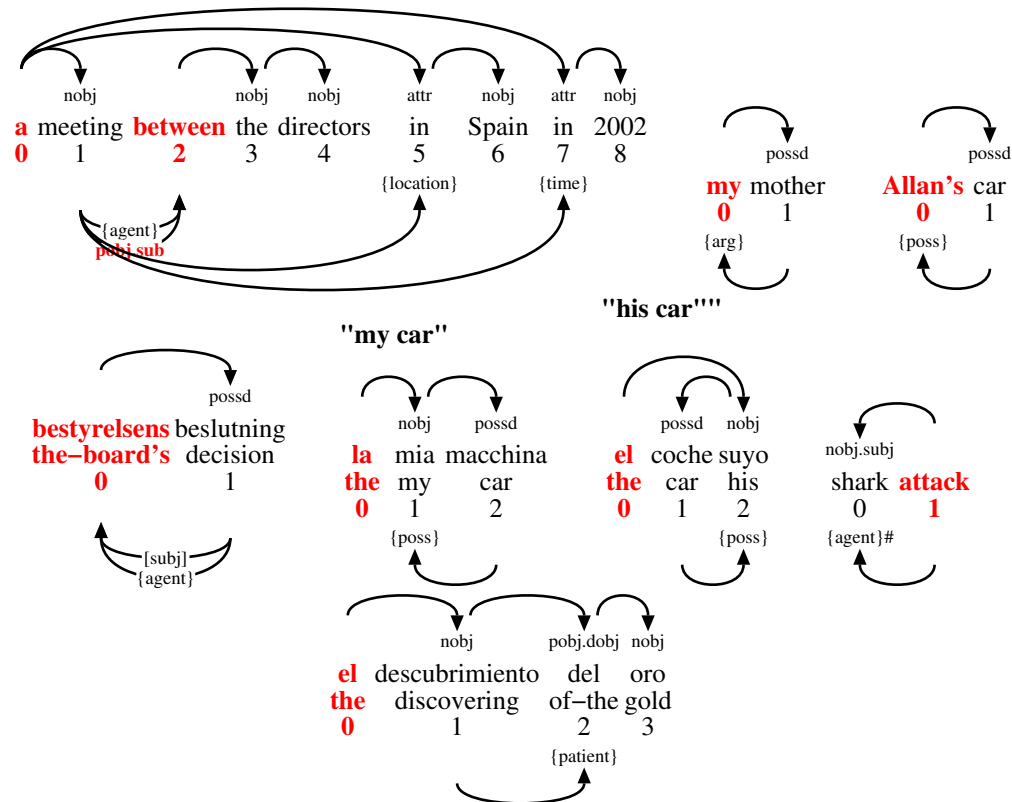 nobj nobj nobj attr nobj attr nobj
a meeting between the directors in Spain in 2002
0 1 2 3 4 5 6 7 8
{location} {time}
{agent}
pobj.sub
possd
my mother
0 1
{arg}
possd
Allan's car
0 1
{poss}
possd
bestyrelsens beslutning
the–board's decision
0 1
[subj]
{agent}
"my car"
nobj possd
la mia macchina
the my car
0 1 2
{poss}
"his car""
possd nobj
el coche suyo
the car his
0 1 2
{poss}
nobj.subj
shark attack
0 1
{agent}#
nobj pobj.dobj nobj
el descubrimiento del oro
the discovering of–the gold
0 1 2 3
{patient}